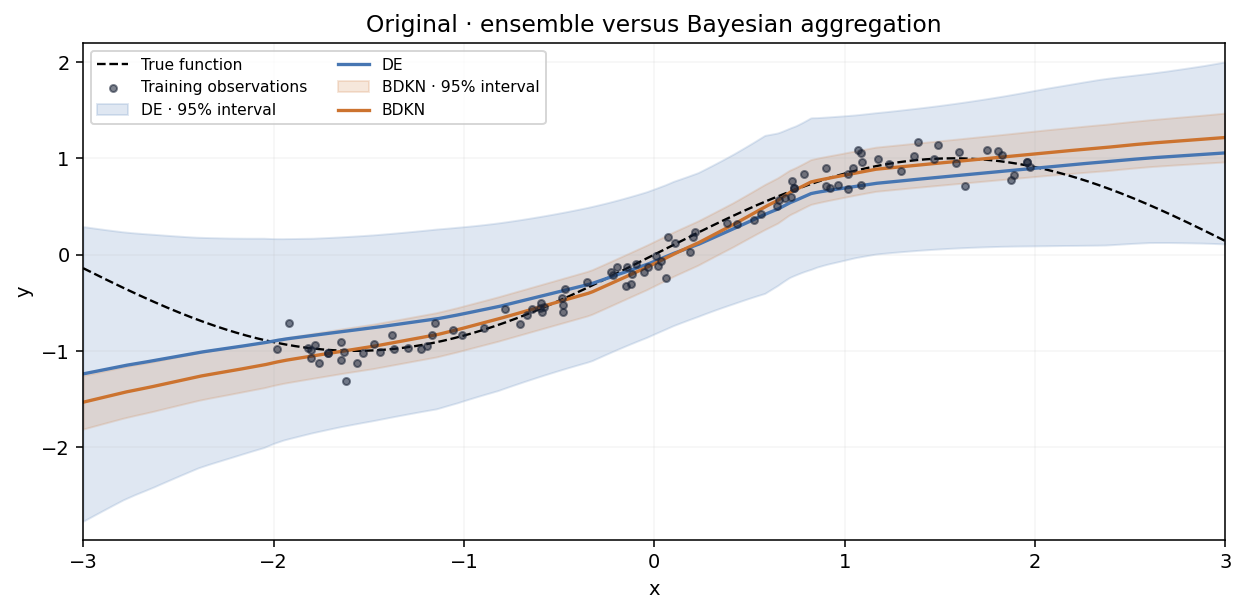 Original · ensemble versus Bayesian aggregation
True function
Training observations
DE · 95% interval
DE
BDKN · 95% interval
BDKN
y
2
1
0
−1
−2
−3
−2
−1
0
1
2
3
x